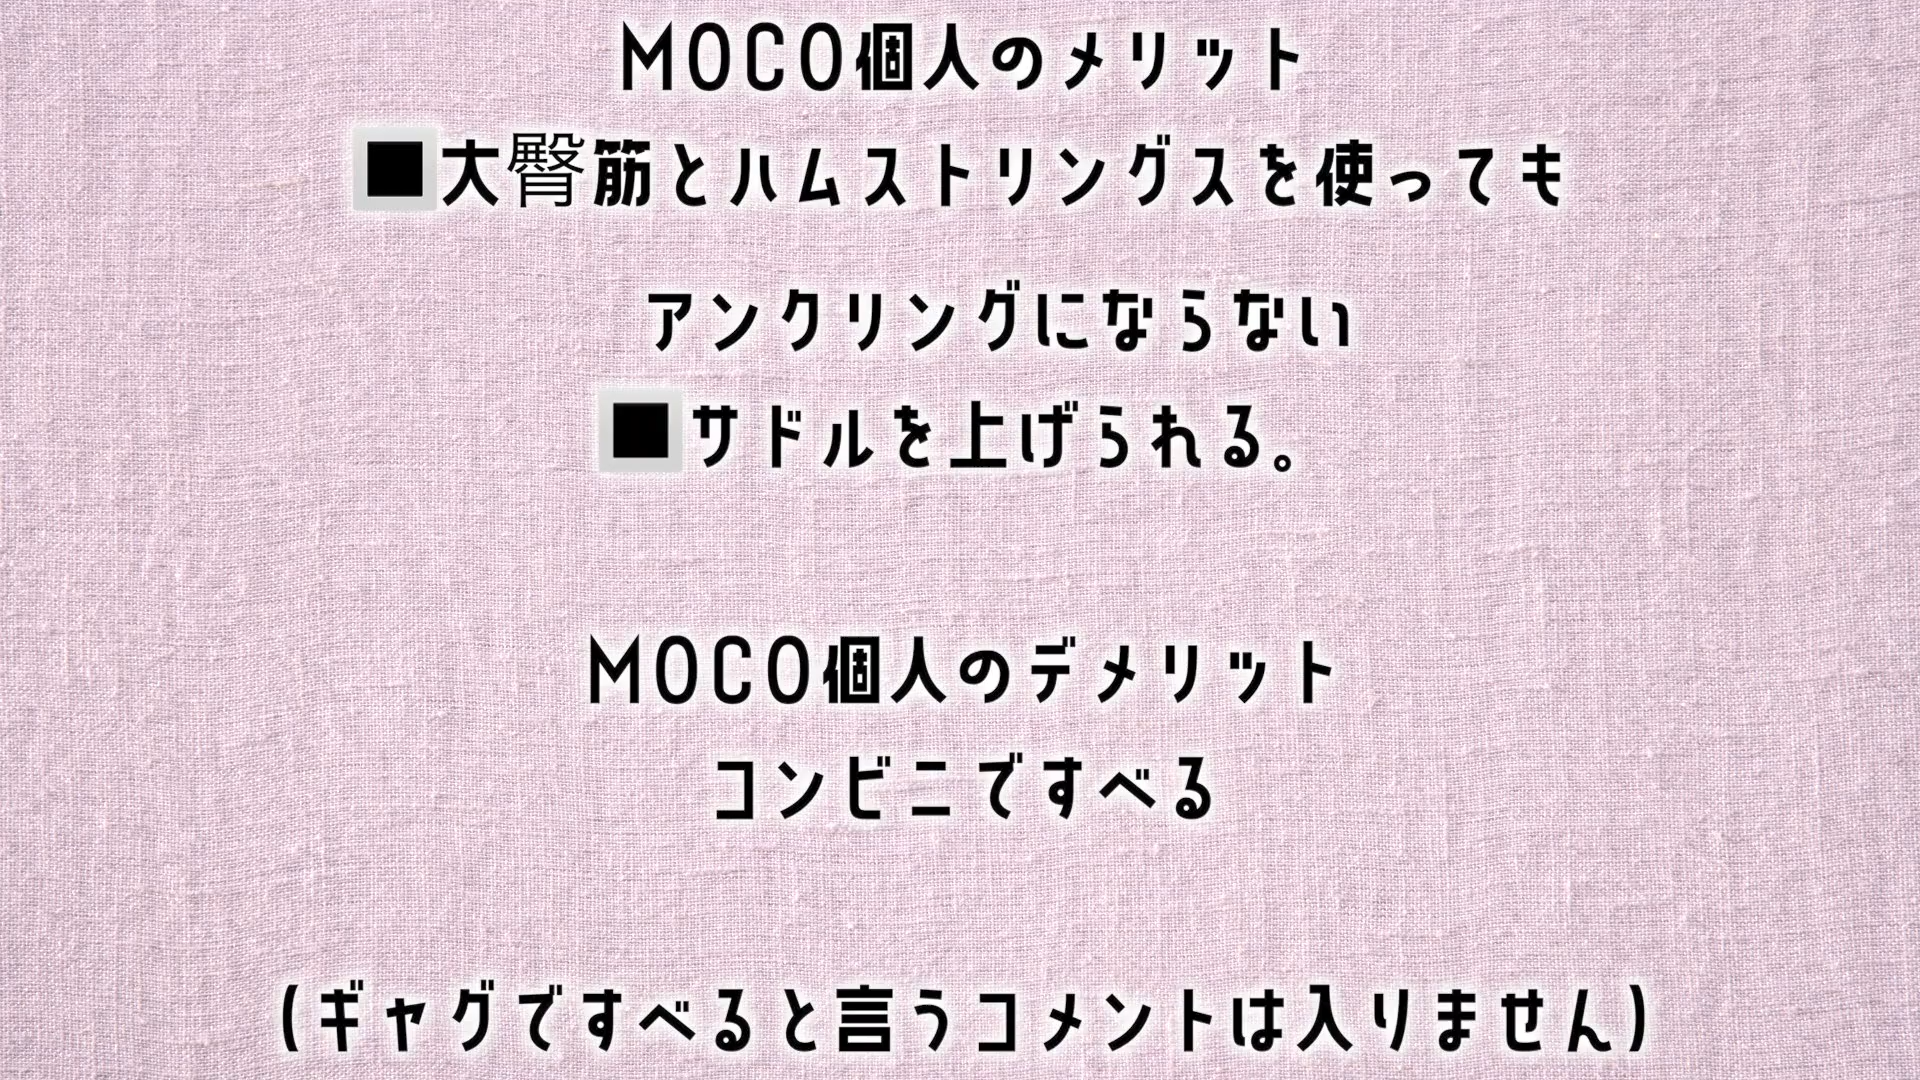 MOCO個人のメリット
🔳大臀筋とハムストリングスを使っても
アンクリングにならない
🔳サドルを上げられる。
MOCO個人のデメリット
コンビニですべる
(ギャグですべると言うコメントは入りません)